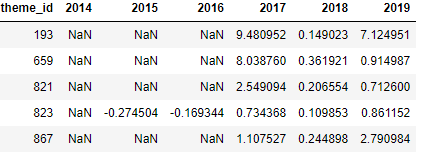 theme_id 2014 2015 2016 2017 2018 2019
193 NaN NaN NaN 9.480952 0.149023 7.124951
659 NaN NaN NaN 8.038760 0.361921 0.914987
821 NaN NaN NaN 2.549094 0.206554 0.712600
823 NaN -0.274504 -0.169344 0.734368 0.109853 0.861152
867 NaN NaN NaN 1.107527 0.244898 2.790984